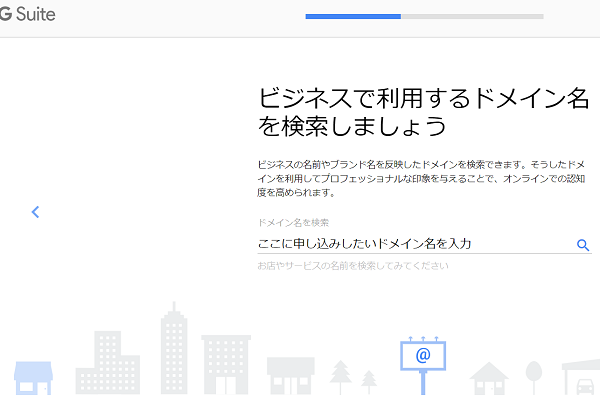 G Suite
ビジネスで利用するドメイン名
を検索しましょう
ビジネスの名前やブランド名を反映したドメインを検索できます。そうしたドメ
インを利用してプロフェッショナルな印象を与えることで、オンラインでの認知
度を高められます。
ドメイン名を検索
ここに申し込みしたいドメイン名を入力
お店やサービスの名前を検索してみてください
@